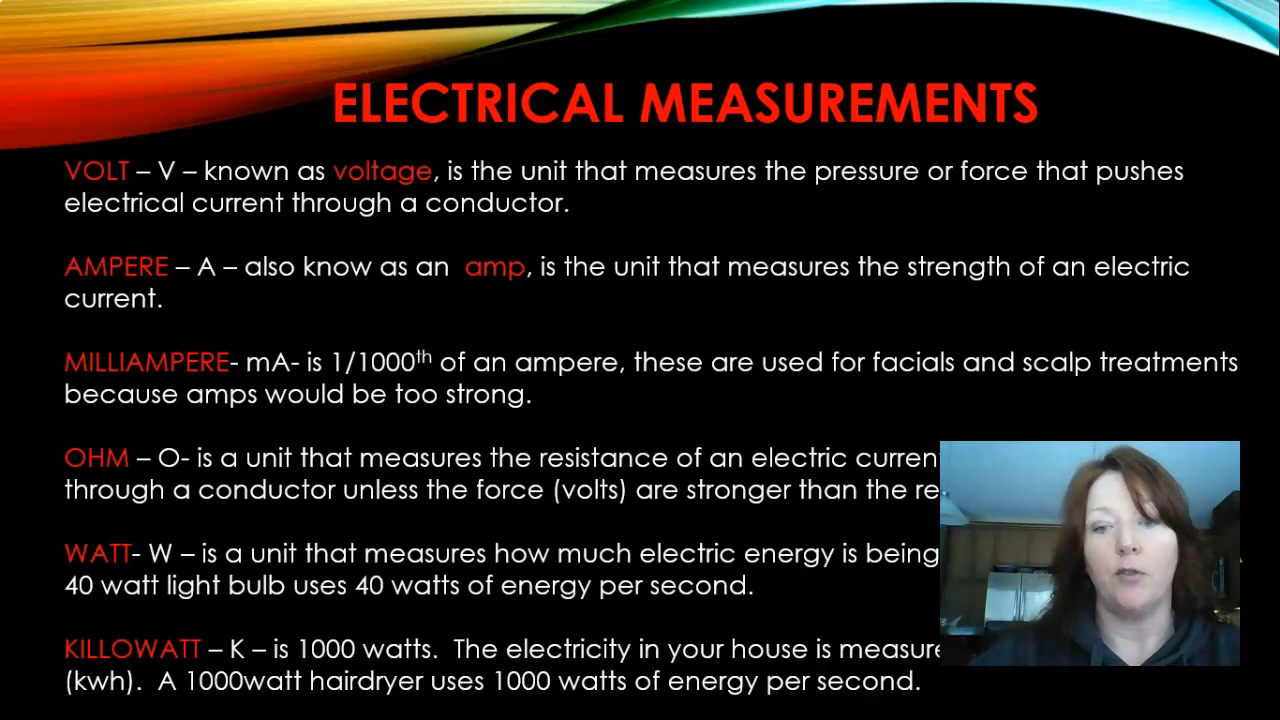 ELECTRICAL MEASUREMENTS
VOLT – V – known as voltage, is the unit that measures the pressure or force that pushes
electrical current through a conductor.
AMPERE – A – also know as an amp, is the unit that measures the strength of an electric
current.
MILLIAMPERE- mA- is 1/1000th of an ampere, these are used for facials and scalp treatments
because amps would be too strong.
OHM – O- is a unit that measures the resistance of an electric
through a conductor unless the force (volts) are stronger than the
WATT- W – is a unit that measures how much electric energy is being
40 watt light bulb uses 40 watts of energy per second.
KILLOWATT – K – is 1000 watts. The electricity in your house is
(kwh). A 1000watt hairdryer uses 1000 watts of energy per second.